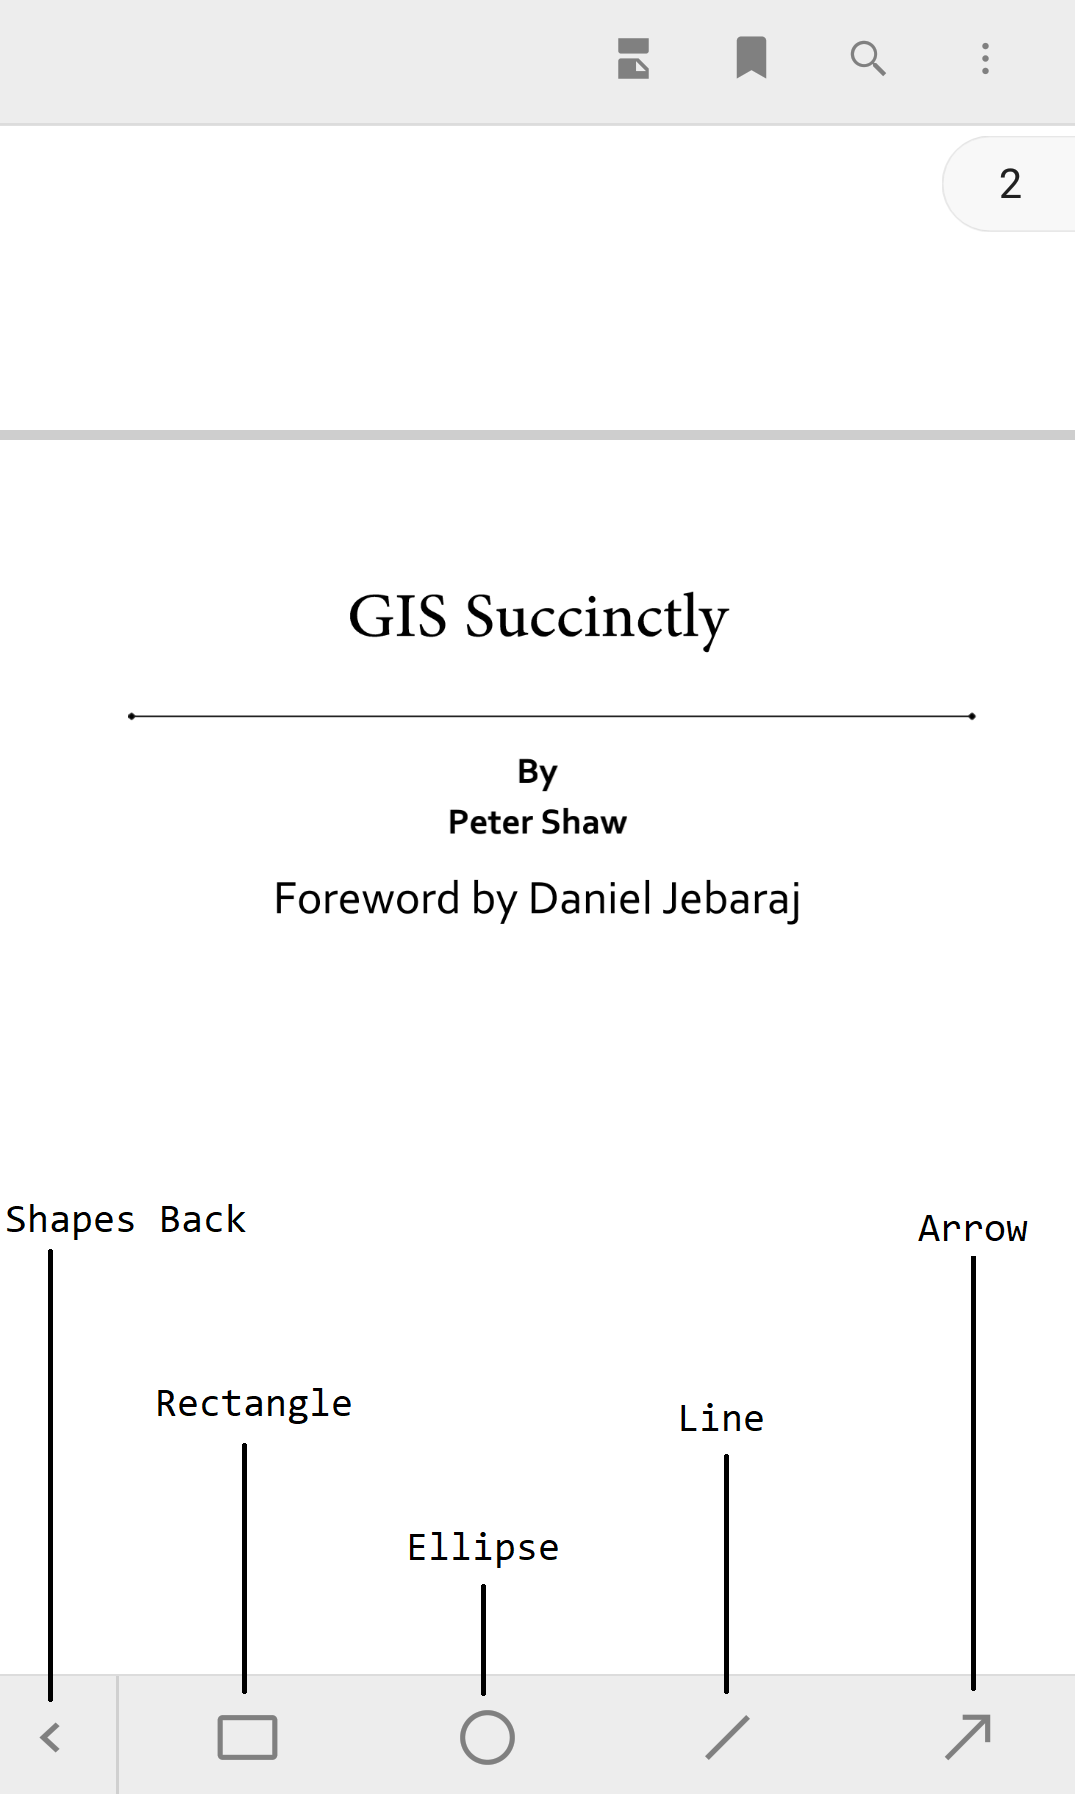 2
GIS Succinctly
By
Peter Shaw
Foreword by Daniel Jebaraj
Shapes Back
Arrow
Rectangle
Line
Ellipse